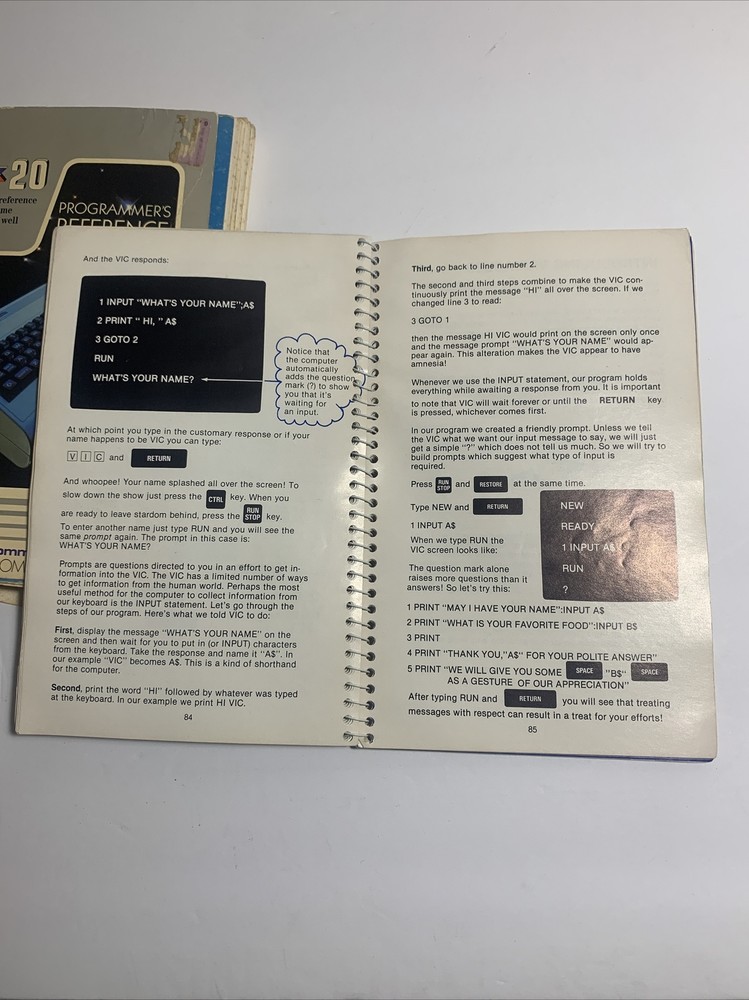 20
reference
me
well
PROGRAMMER'S
REFERENCE
And the VIC responds:
1 INPUT "WHAT'S YOUR NAME";A$
2 PRINT " HI, " A$
3 GOTO 2
RUN
WHAT'S YOUR NAME?
Notice that
the computer
automatically
adds the question
mark (?) to show
you that it's
waiting for
an input.
At which point you type in the customary response or if your
name happens to be VIC you can type:
V I C and RETURN
And whoopee! Your name splashed all over the screen! To
slow down the show just press the CTRL key. When you
are ready to leave stardom behind, press the RUN STOP key.
To enter another name just type RUN and you will see the
same prompt again. The prompt in this case is:
WHAT'S YOUR NAME?
Prompts are questions directed to you in an effort to get in-
formation into the VIC. The VIC has a limited number of ways
to get information from the human world. Perhaps the most
useful method for the computer to collect information from
our keyboard is the INPUT statement. Let's go through the
steps of our program. Here's what we told VIC to do:
First, display the message "WHAT'S YOUR NAME" on the
screen and then wait for you to put in (or INPUT) characters
from the keyboard. Take the response and name it "A$". In
our example "VIC" becomes A$. This is a kind of shorthand
for the computer.
Second, print the word "HI" followed by whatever was typed
at the keyboard. In our example we print HI VIC.
84
Third, go back to line number 2.
The second and third steps combine to make the VIC con-
tinuously print the message "HI" all over the screen. If we
changed line 3 to read:
3 GOTO 1
then the message HI VIC would print on the screen only once
and the message prompt "WHAT'S YOUR NAME" would ap-
pear again. This alteration makes the VIC appear to have
amnesia!
Whenever we use the INPUT statement, our program holds
everything while awaiting a response from you. It is important
to note that VIC will wait forever or until the RETURN key
is pressed, whichever comes first.
In our program we created a friendly prompt. Unless we tell
the VIC what we want our input message to say, we will just
get a simple "?" which does not tell us much. So we will try to
build prompts which suggest what type of input is
required.
Press RUN STOP and RESTORE at the same time.
Type NEW and RETURN
1 INPUT A$
When we type RUN the
VIC screen looks like:
The question mark alone
raises more questions than it
answers! So let's try this:
NEW
READY
1 INPUT A$
RUN
?
1 PRINT "MAY I HAVE YOUR NAME":INPUT A$
2 PRINT "WHAT IS YOUR FAVORITE FOOD":INPUT B$
3 PRINT
4 PRINT "THANK YOU,"A$" FOR YOUR POLITE ANSWER"
5 PRINT "WE WILL GIVE YOU SOME SPACE "B$" SPACE
AS A GESTURE OF OUR APPRECIATION"
After typing RUN and RETURN you will see that treating
messages with respect can result in a treat for your efforts!
85